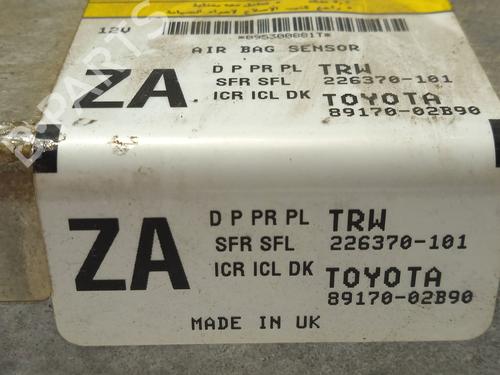 12V
*895300881T*
AIR BAG SENSOR
ZA
D P PR PL TRW
SFR SFL 226370-101
ICR ICL DK TOYOTA
89170-02B90
ZA
D P PR PL TRW
SFR SFL 226370-101
ICR ICL DK TOYOTA
89170-02B90
MADE IN UK
B-PARTS